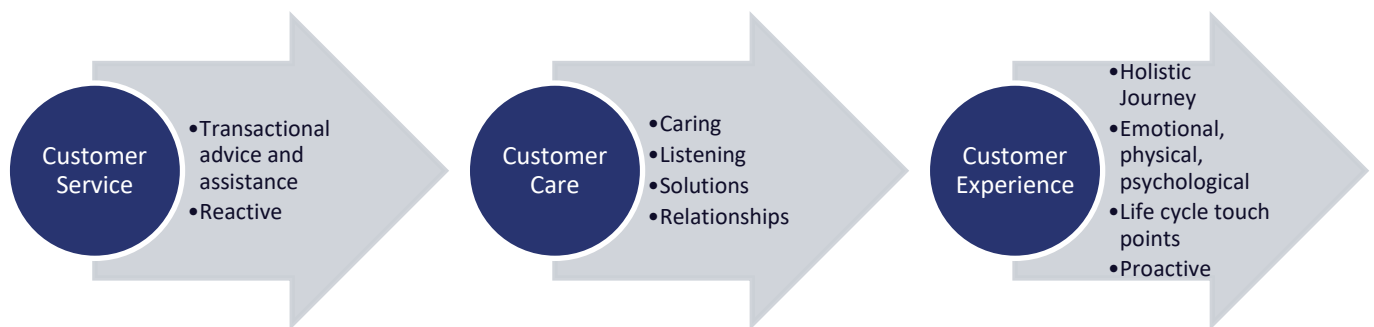 Customer
Service
•Transactional
advice and
assistance
•Reactive
Customer
Care
•Caring
•Listening
•Solutions
•Relationships
Customer
Experience
•Holistic
Journey
•Emotional,
physical,
psychological
•Life cycle touch
points
•Proactive